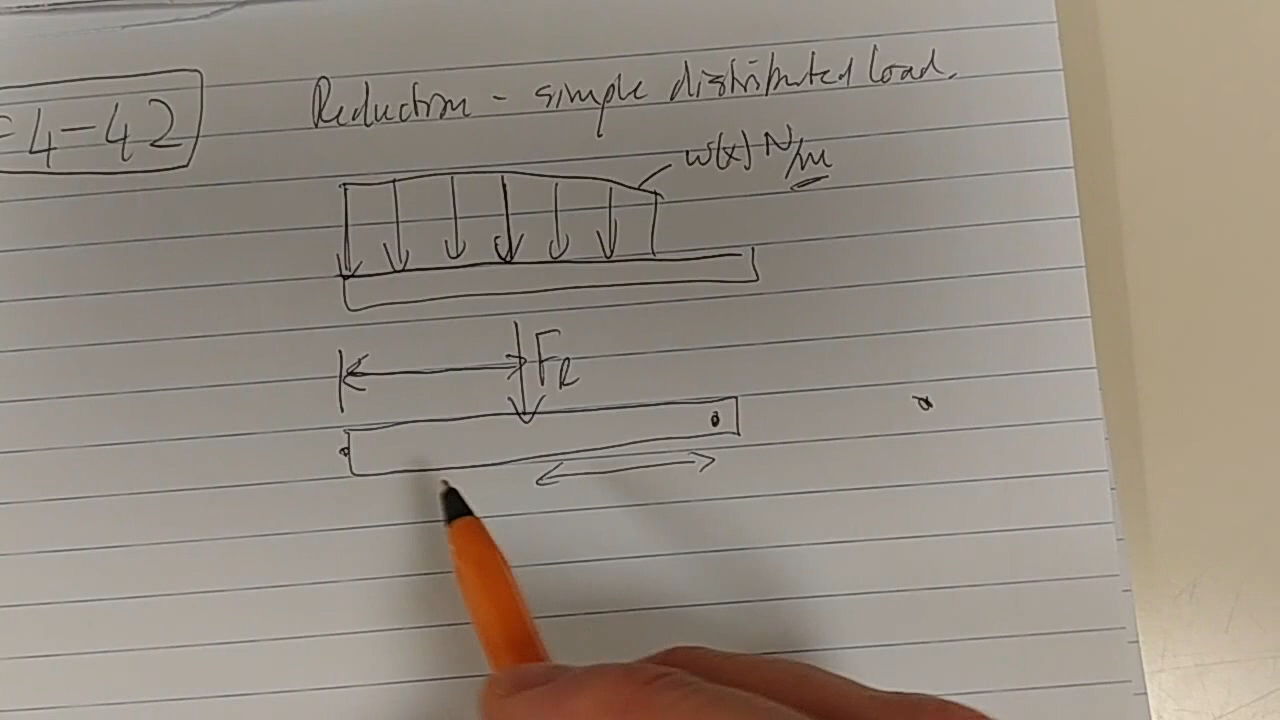 =4-42
Reduction - simple distributed load.
w(x) N/m
FR